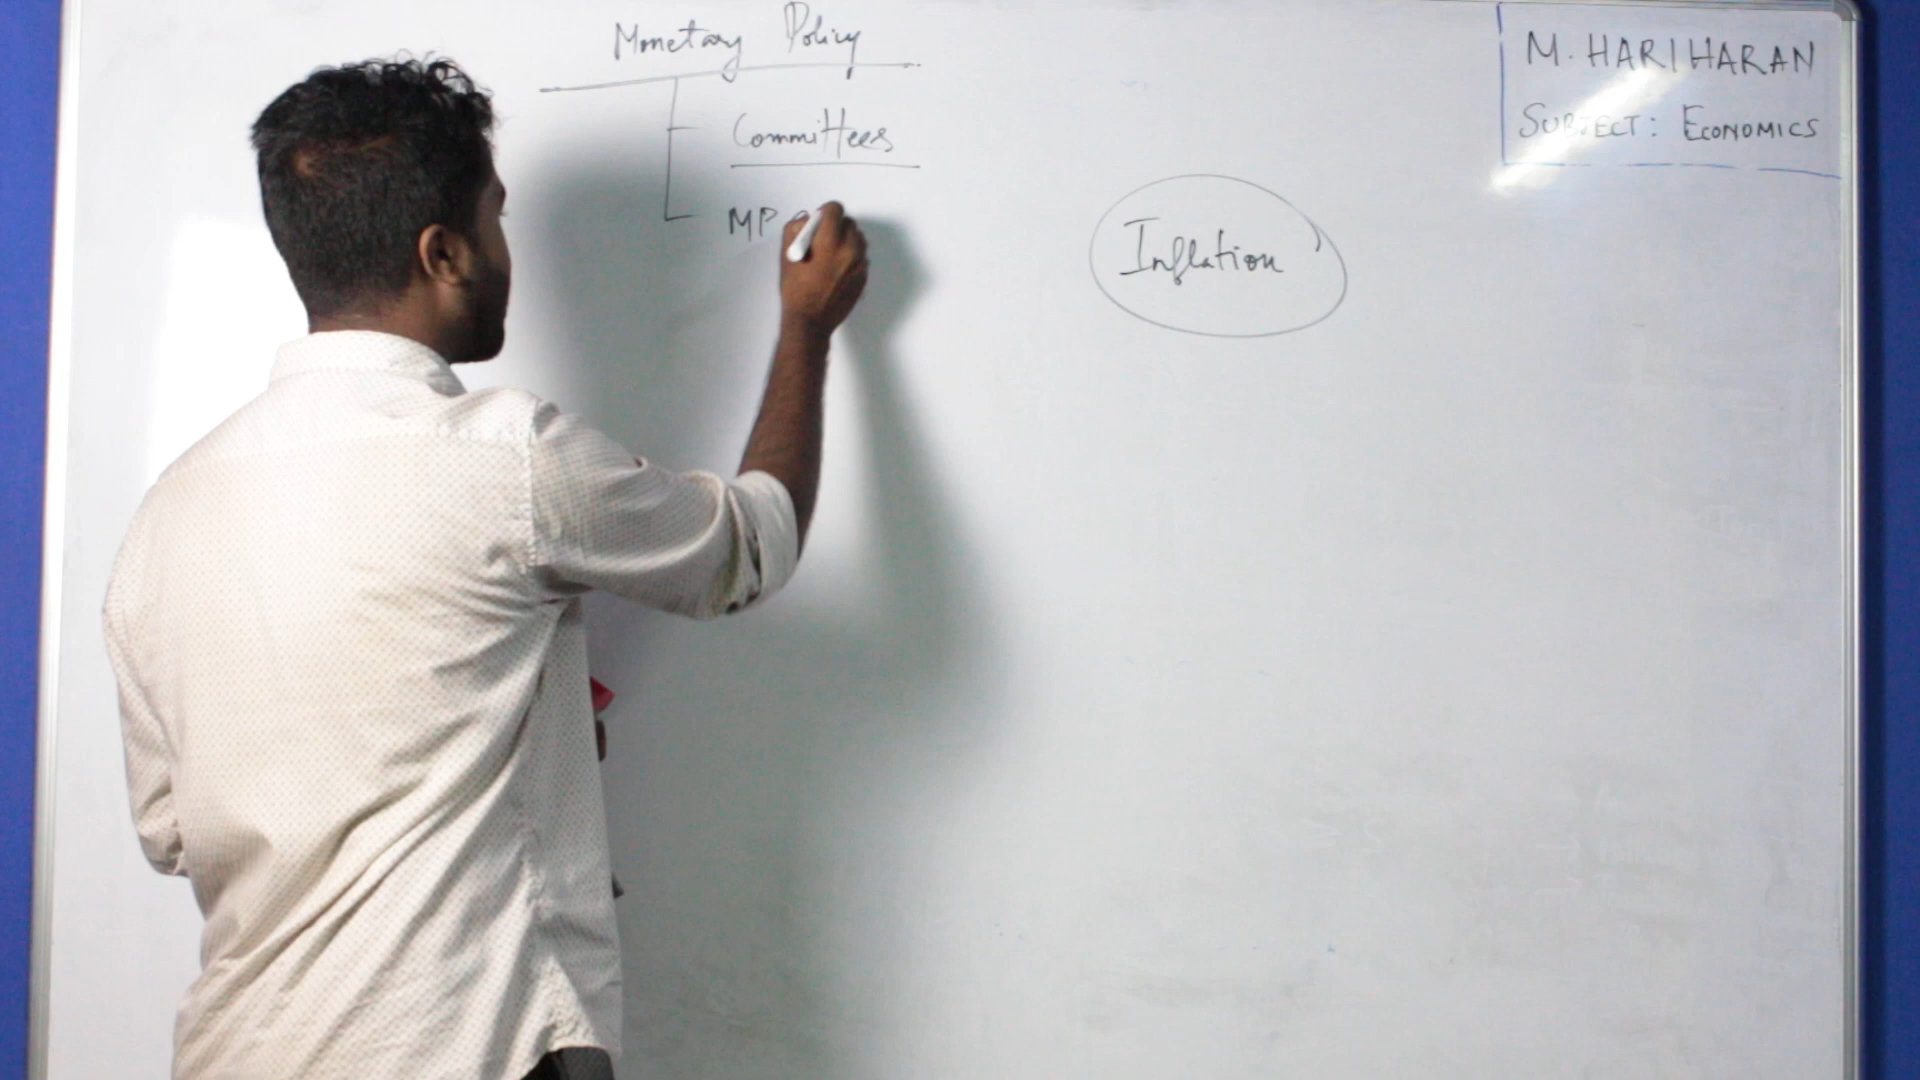 Monetary Policy
Committees
MP
Inflation
M. HARIHARAN
SUBJECT: ECONOMICS